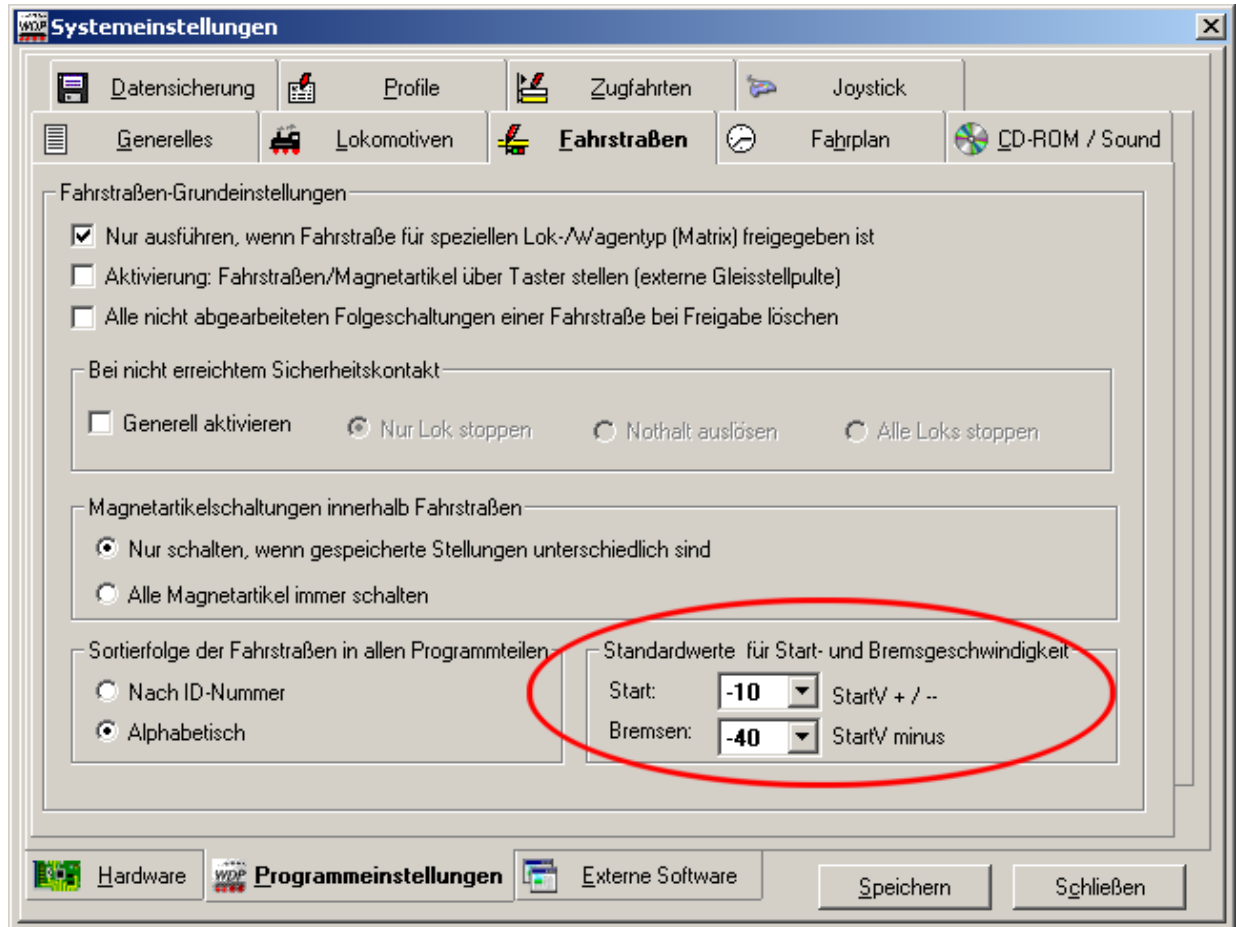 WDP Systemeinstellungen
Datensicherung Profile Zugfahrten Joystick
Generelles Lokomotiven Fahrstraßen Fahrplan CD-ROM / Sound
Fahrstraßen-Grundeinstellungen
Nur ausführen, wenn Fahrstraße für speziellen Lok-/Wagentyp (Matrix) freigegeben ist
Aktivierung: Fahrstraßen/Magnetartikel über Taster stellen (externe Gleisstellpulte)
Alle nicht abgearbeiteten Folgeschaltungen einer Fahrstraße bei Freigabe löschen
Bei nicht erreichtem Sicherheitskontakt
Generell aktivieren Nur Lok stoppen Nothalt auslösen Alle Loks stoppen
Magnetartikelschaltungen innerhalb Fahrstraßen
Nur schalten, wenn gespeicherte Stellungen unterschiedlich sind
Alle Magnetartikel immer schalten
Sortierfolge der Fahrstraßen in allen Programmteilen
Nach ID-Nummer
Alphabetisch
Standardwerte für Start- und Bremsgeschwindigkeit
Start: -10 StartV + / --
Bremsen: -40 StartV minus
Hardware WDP Programmeinstellungen Externe Software
Speichern Schließen